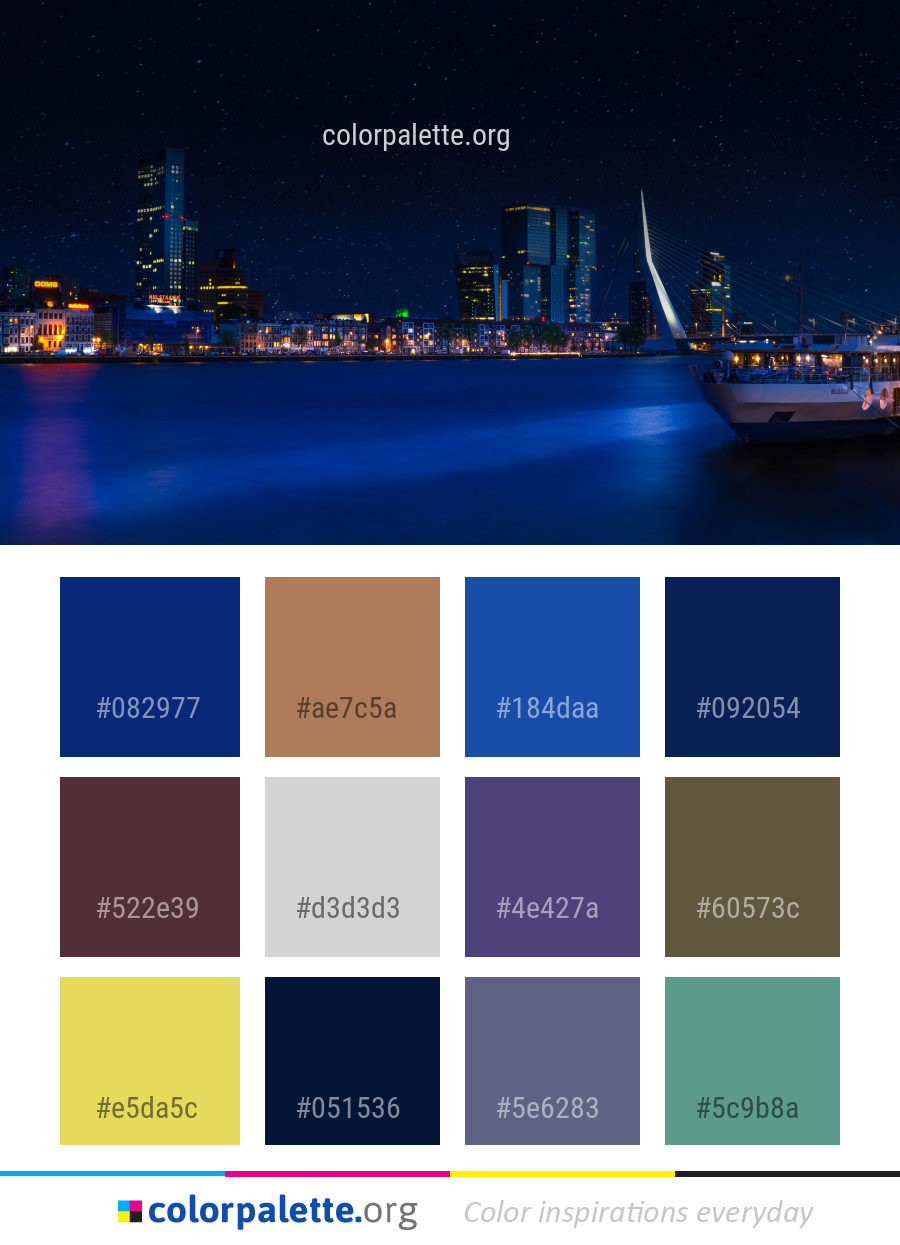 colorpalette.org
#082977
#ae7c5a
#184daa
#092054
#522e39
#d3d3d3
#4e427a
#60573c
#e5da5c
#051536
#5e6283
#5c9b8a
colorpalette.org
Color inspirations everyday